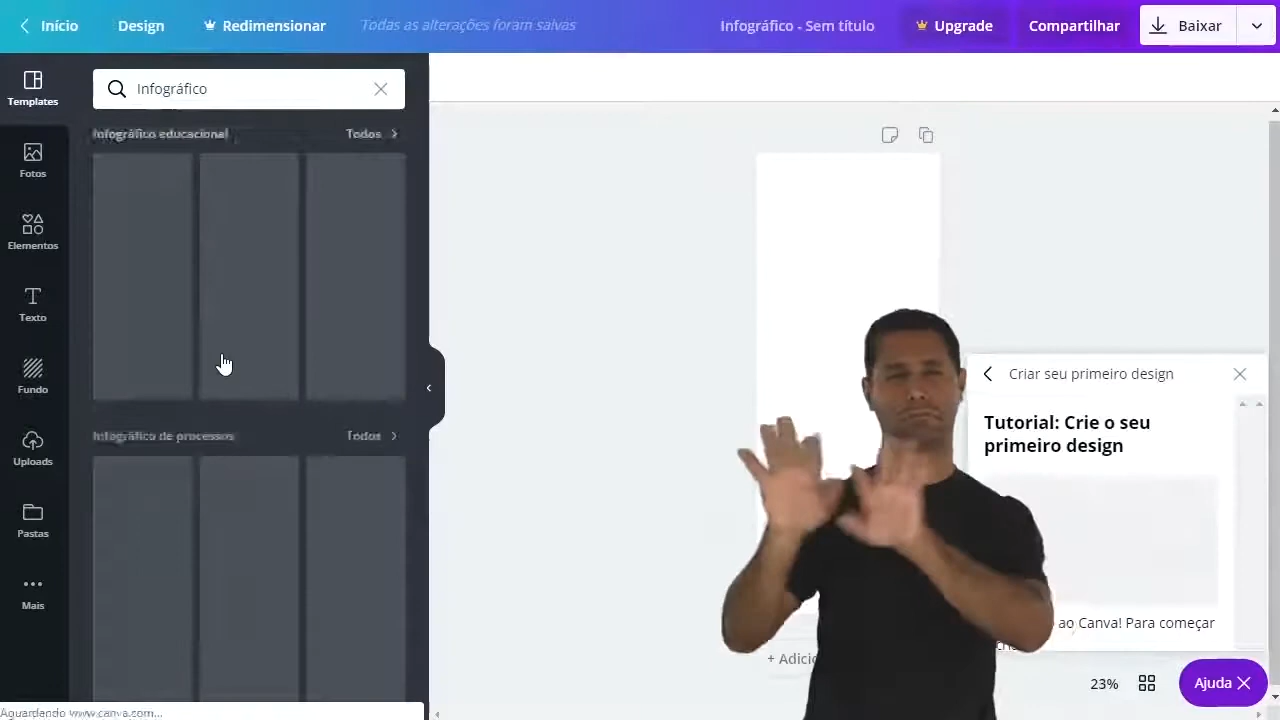 Início
Design
Redimensionar
Todas as alterações foram salvas
Infográfico - Sem título
Upgrade
Compartilhar
Baixar
Templates
Fotos
Elementos
Texto
Fundo
Uploads
Pastas
Mais
Infográfico
Infográfico educacional
Todos
Infográfico de processos
Todos
Criar seu primeiro design
Tutorial: Crie o seu
primeiro design
ao Canva! Para começar
+ Adici
23%
Ajuda
Aguardando www.canva.com...